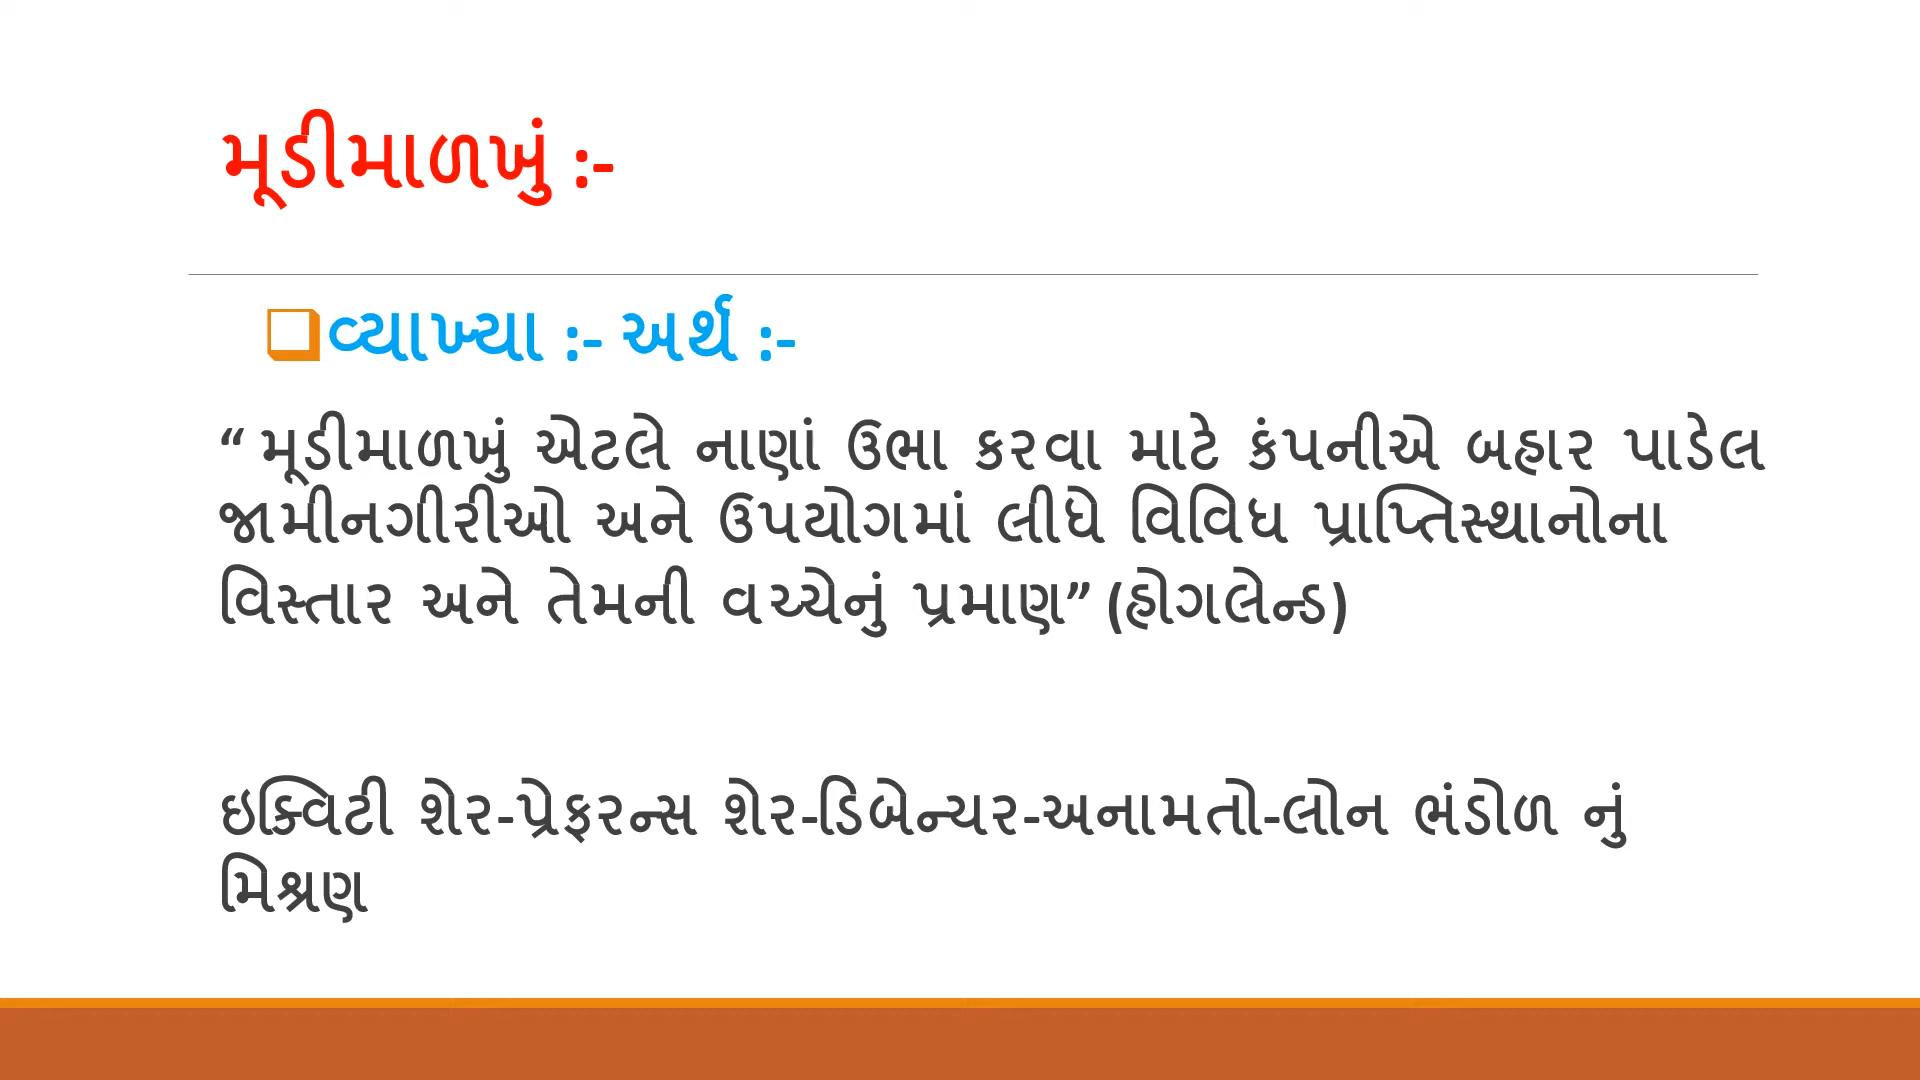 મૂડીમાળખું :-
વ્યાખ્યા :- અર્થ :-
“ મૂડીમાળખું એટલે નાણાં ઉભા કરવા માટે કંપનીએ બહાર પાડેલ
જામીનગીરીઓ અને ઉપયોગમાં લીધે વિવિધ પ્રાપ્તિસ્થાનોના
વિસ્તાર અને તેમની વચ્ચેનું પ્રમાણ” (હોગલેન્ડ)
ઇક્વિટી શેર-પ્રેફરન્સ શેર-ડિબેન્ચર-અનામતો-લોન ભંડોળ નું
મિશ્રણ